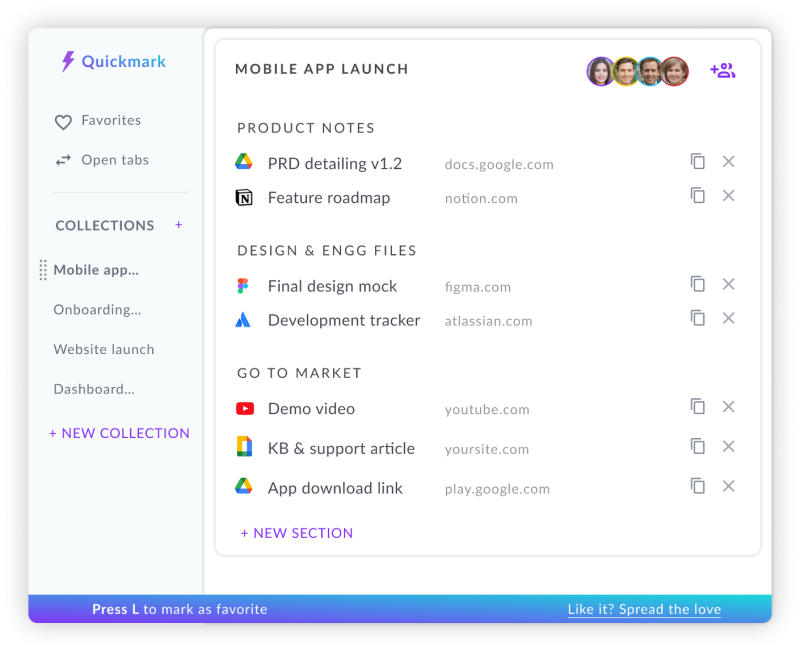 Quickmark
Favorites
Open tabs
COLLECTIONS +
Mobile app...
Onboarding...
Website launch
Dashboard...
+ NEW COLLECTION
MOBILE APP LAUNCH
PRODUCT NOTES
PRD detailing v1.2 docs.google.com
Feature roadmap notion.com
DESIGN & ENGG FILES
Final design mock figma.com
Development tracker atlassian.com
GO TO MARKET
Demo video youtube.com
KB & support article yoursite.com
App download link play.google.com
+ NEW SECTION
Press L to mark as favorite
Like it? Spread the love